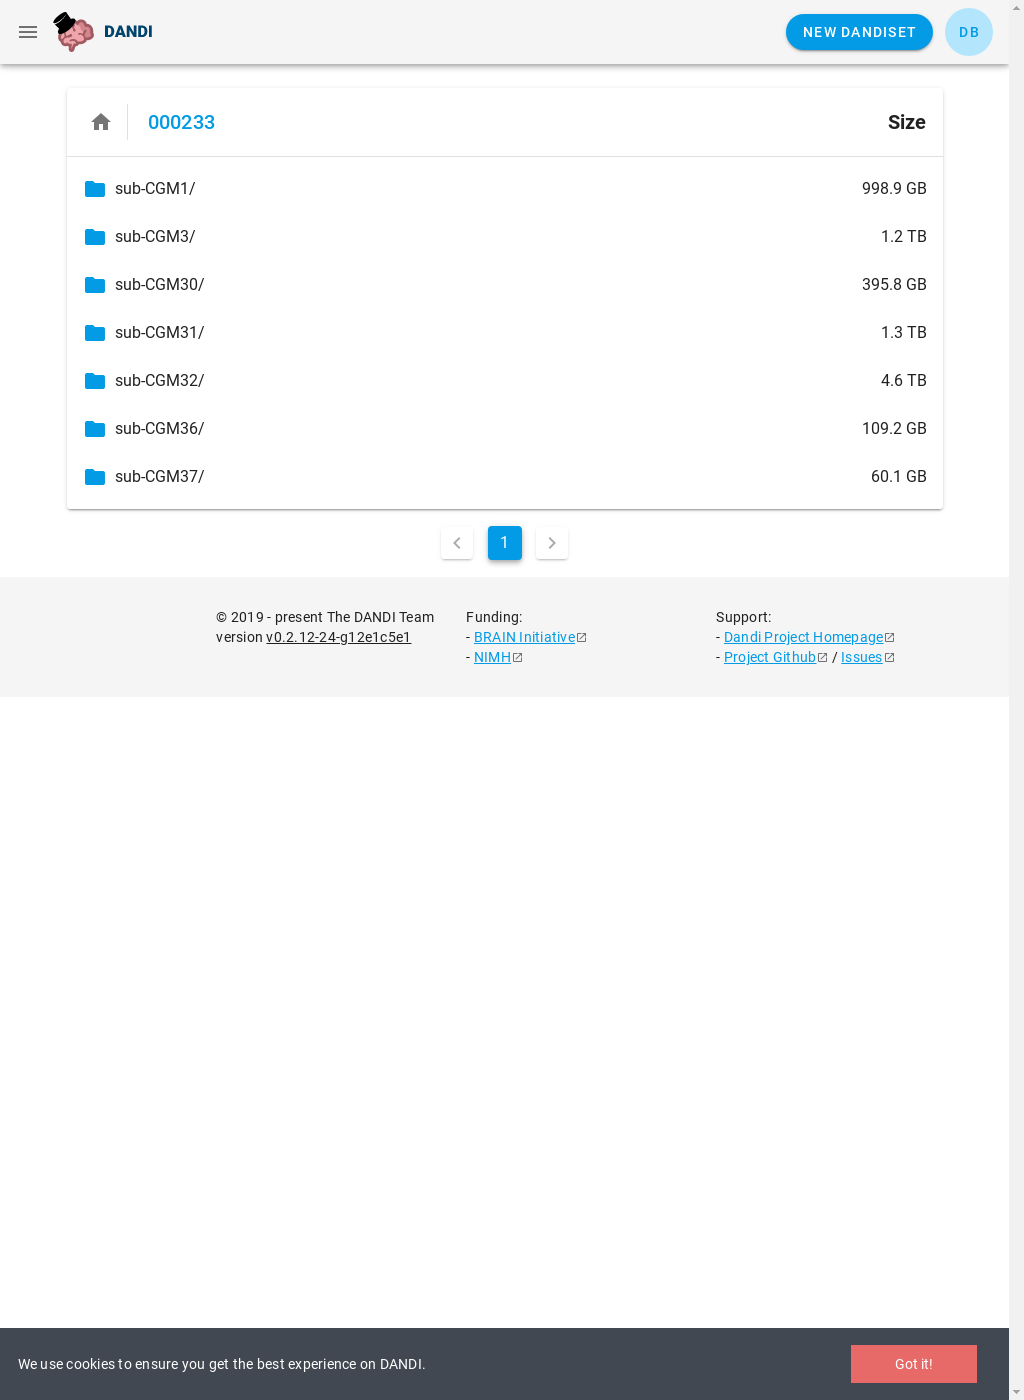 DANDI
NEW DANDISET
DB
000233
Size
sub-CGM1/ 998.9 GB
sub-CGM3/ 1.2 TB
sub-CGM30/ 395.8 GB
sub-CGM31/ 1.3 TB
sub-CGM32/ 4.6 TB
sub-CGM36/ 109.2 GB
sub-CGM37/ 60.1 GB
1
© 2019 - present The DANDI Team
version v0.2.12-24-g12e1c5e1
Funding:
- BRAIN Initiative
- NIMH
Support:
- Dandi Project Homepage
- Project Github / Issues
We use cookies to ensure you get the best experience on DANDI.
Got it!